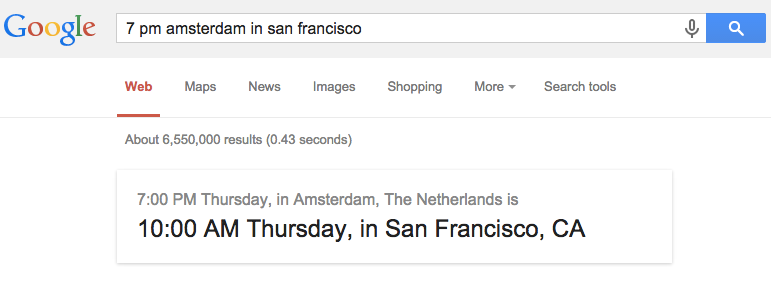 Google 7 pm amsterdam in san francisco
Web Maps News Images Shopping More Search tools
About 6,550,000 results (0.43 seconds)
7:00 PM Thursday, in Amsterdam, The Netherlands is
10:00 AM Thursday, in San Francisco, CA